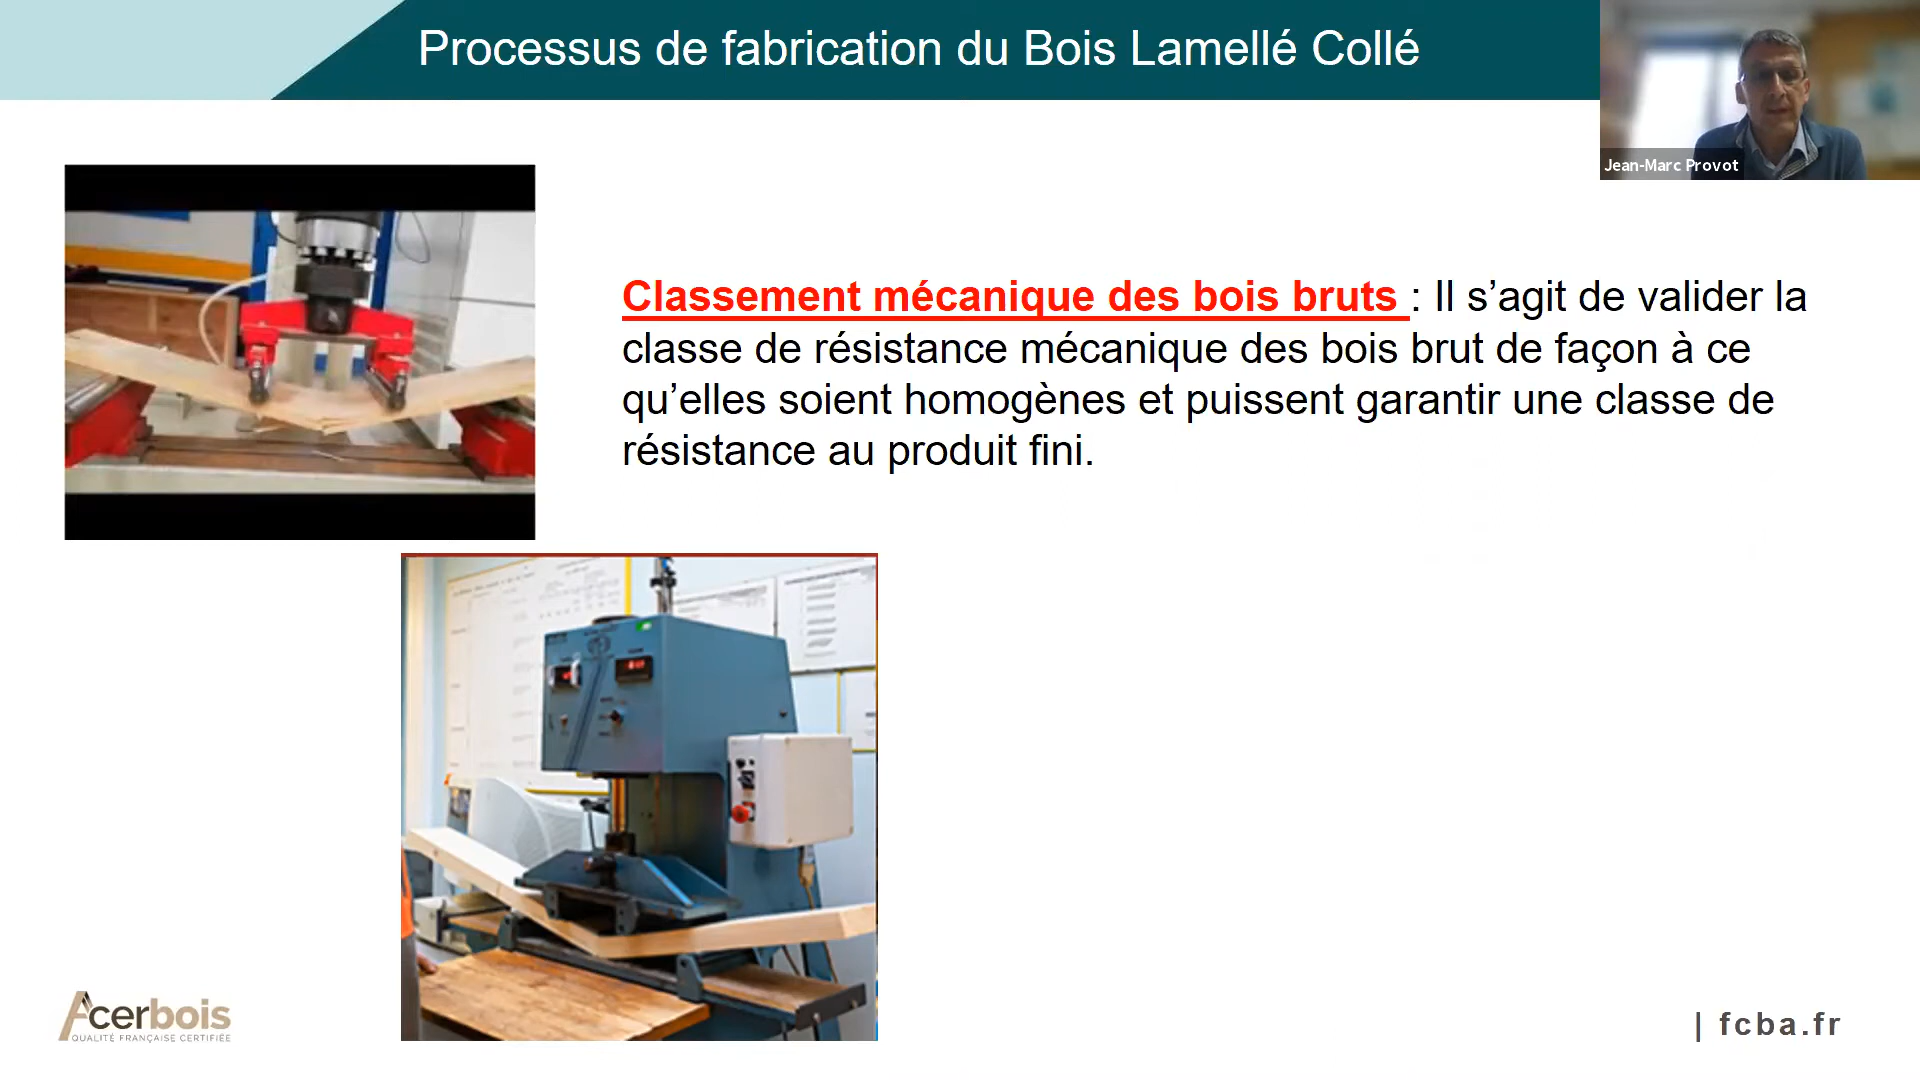 Processus de fabrication du Bois Lamellé Collé
Jean-Marc Provot
Classement mécanique des bois bruts : Il s’agit de valider la
classe de résistance mécanique des bois brut de façon à ce
qu’elles soient homogènes et puissent garantir une classe de
résistance au produit fini.
Acerbois
QUALITÉ FRANÇAISE CERTIFIÉE
| fcba.fr